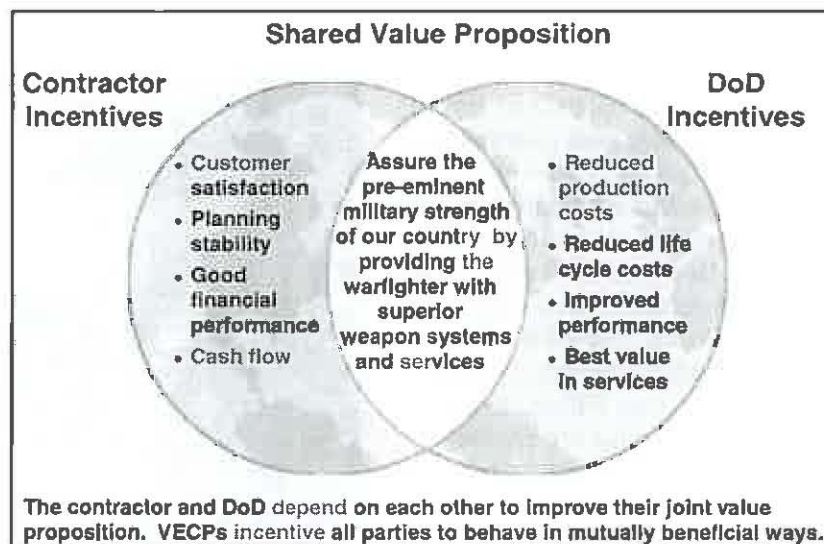 Shared Value Proposition
Contractor
Incentives
DoD
Incentives
• Customer
satisfaction
• Planning
stability
• Good
financial
performance
• Cash flow
Assure the
pre-eminent
military strength
of our country by
providing the
warfighter with
superior
weapon systems
and services
• Reduced
production
costs
• Reduced life
cycle costs
• Improved
performance
• Best value
in services
The contractor and DoD depend on each other to improve their joint value
proposition. VECPs incentive all parties to behave in mutually beneficial ways.